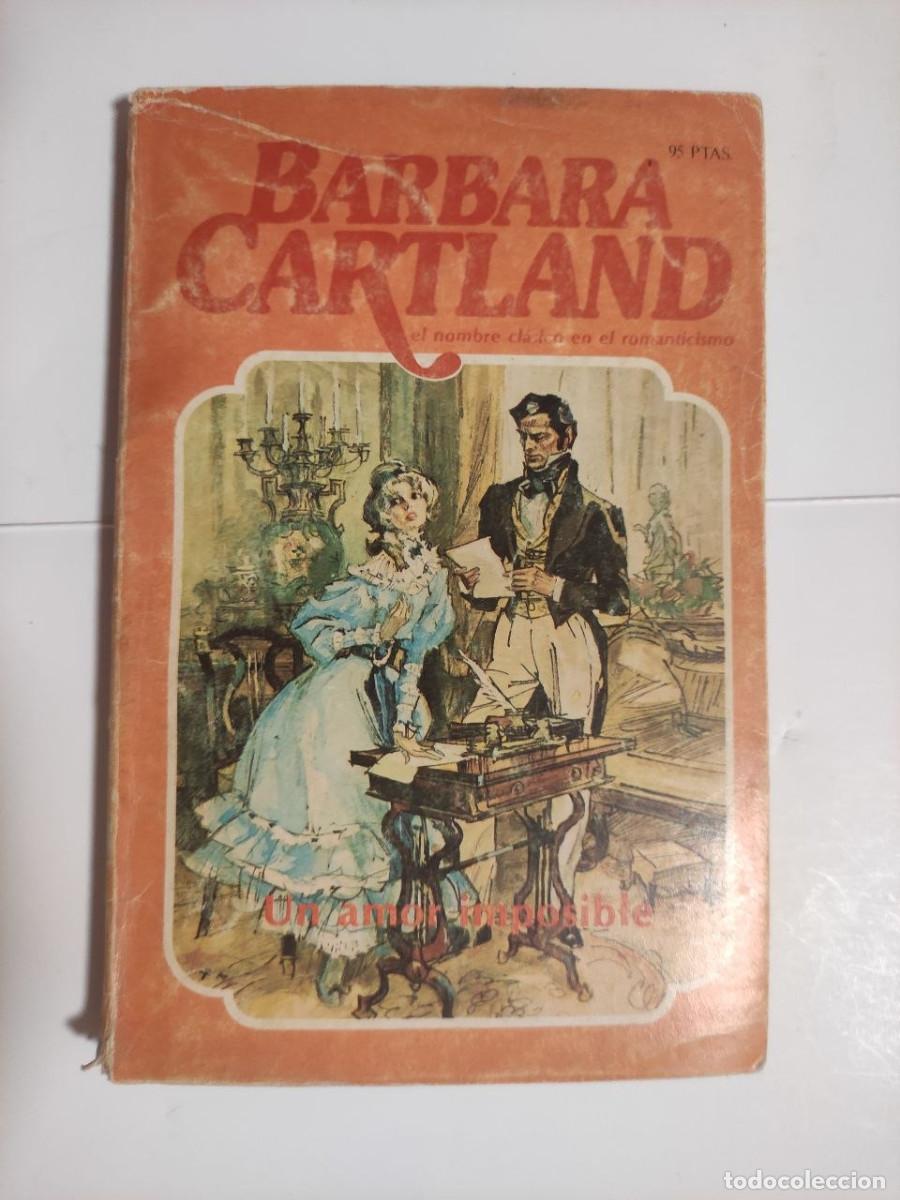 95 PTAS.
BARBARA
CARTLAND
el nombre clásico en el romanticismo
Un amor imposible
todocoleccion